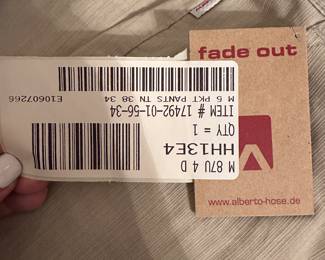 fade out
www.alberto-hose.de
M 87U 4 D
HH13E4
QTY = 1
ITEM # 17492-01-56-34
M 5 PKT PANTS TN 38 34
E10607266